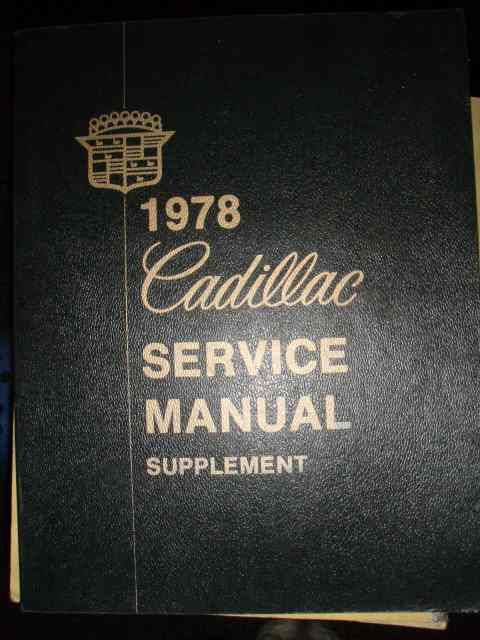 1978
Cadillac
SERVICE
MANUAL
SUPPLEMENT